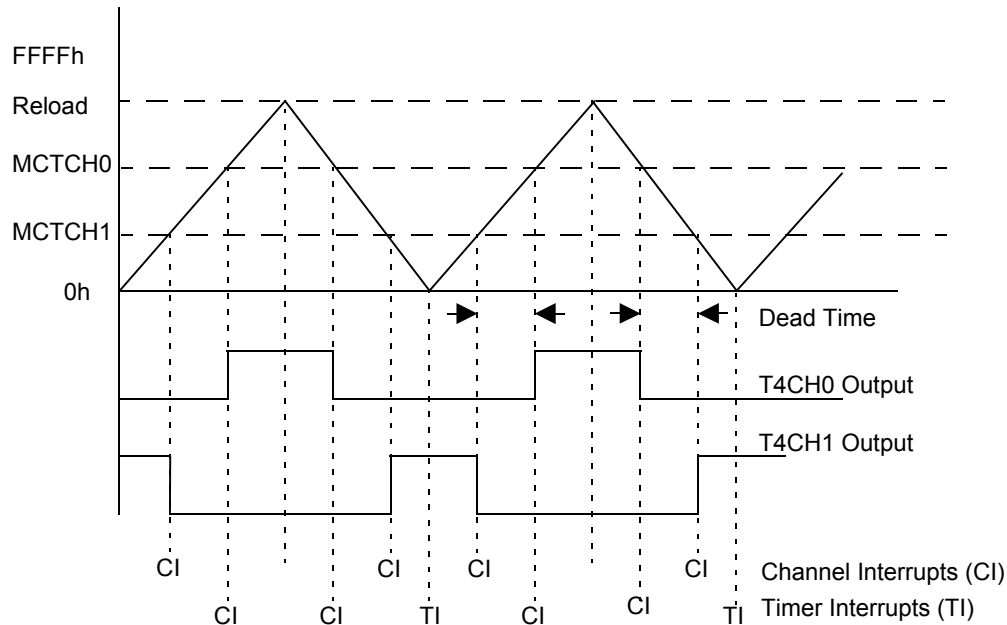 FFFFh
Reload
MCTCH0
MCTCH1
0h
Dead Time
T4CH0 Output
T4CH1 Output
CI CI CI CI
Channel Interrupts (CI)
CI CI TI CI CI TI
Timer Interrupts (TI)